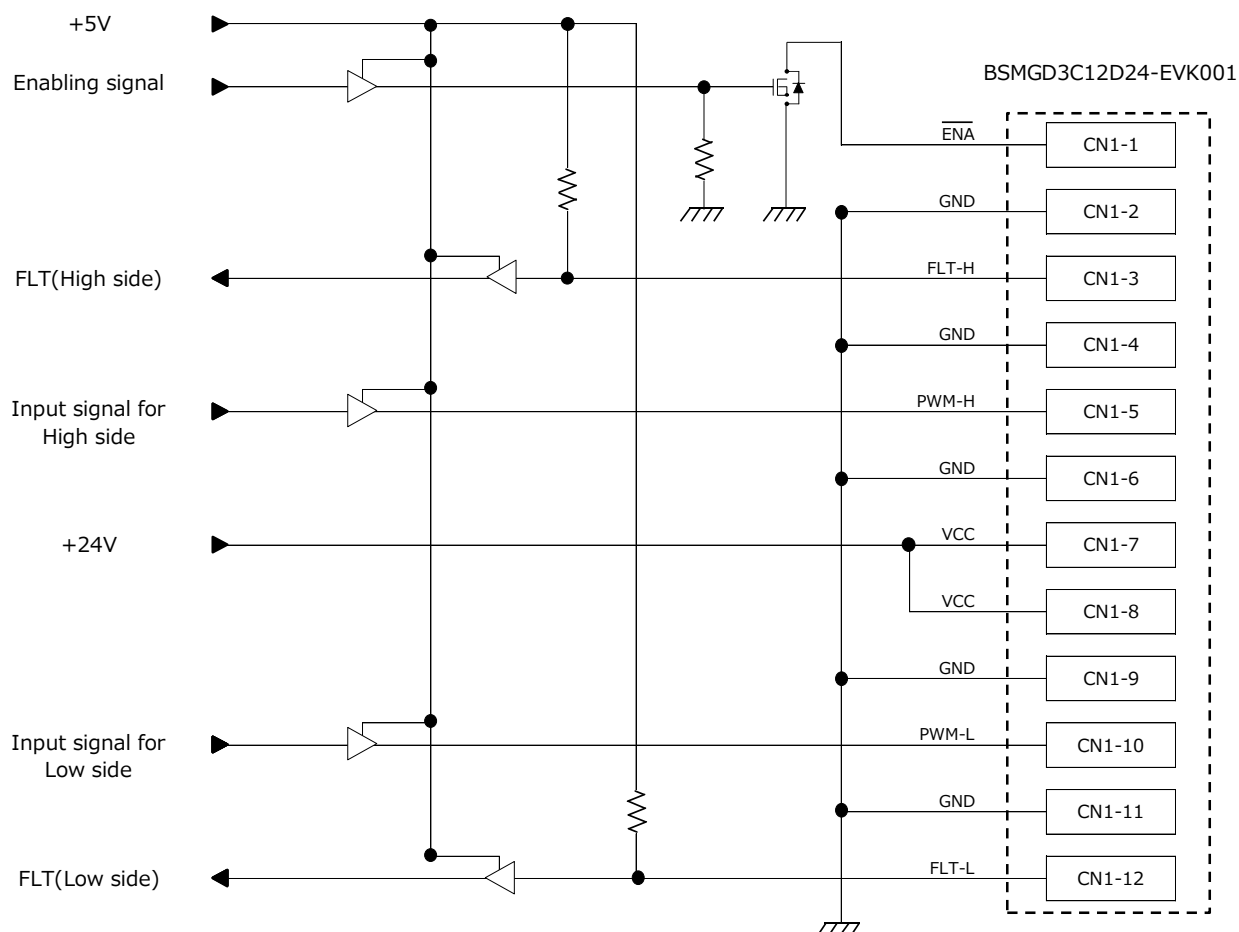 +5V
Enabling signal
BSMGD3C12D24-EVK001
ENA
CN1-1
GND
CN1-2
FLT(High side)
FLT-H
CN1-3
GND
CN1-4
Input signal for
High side
PWM-H
CN1-5
GND
CN1-6
+24V
VCC
CN1-7
VCC
CN1-8
GND
CN1-9
Input signal for
Low side
PWM-L
CN1-10
GND
CN1-11
FLT(Low side)
FLT-L
CN1-12